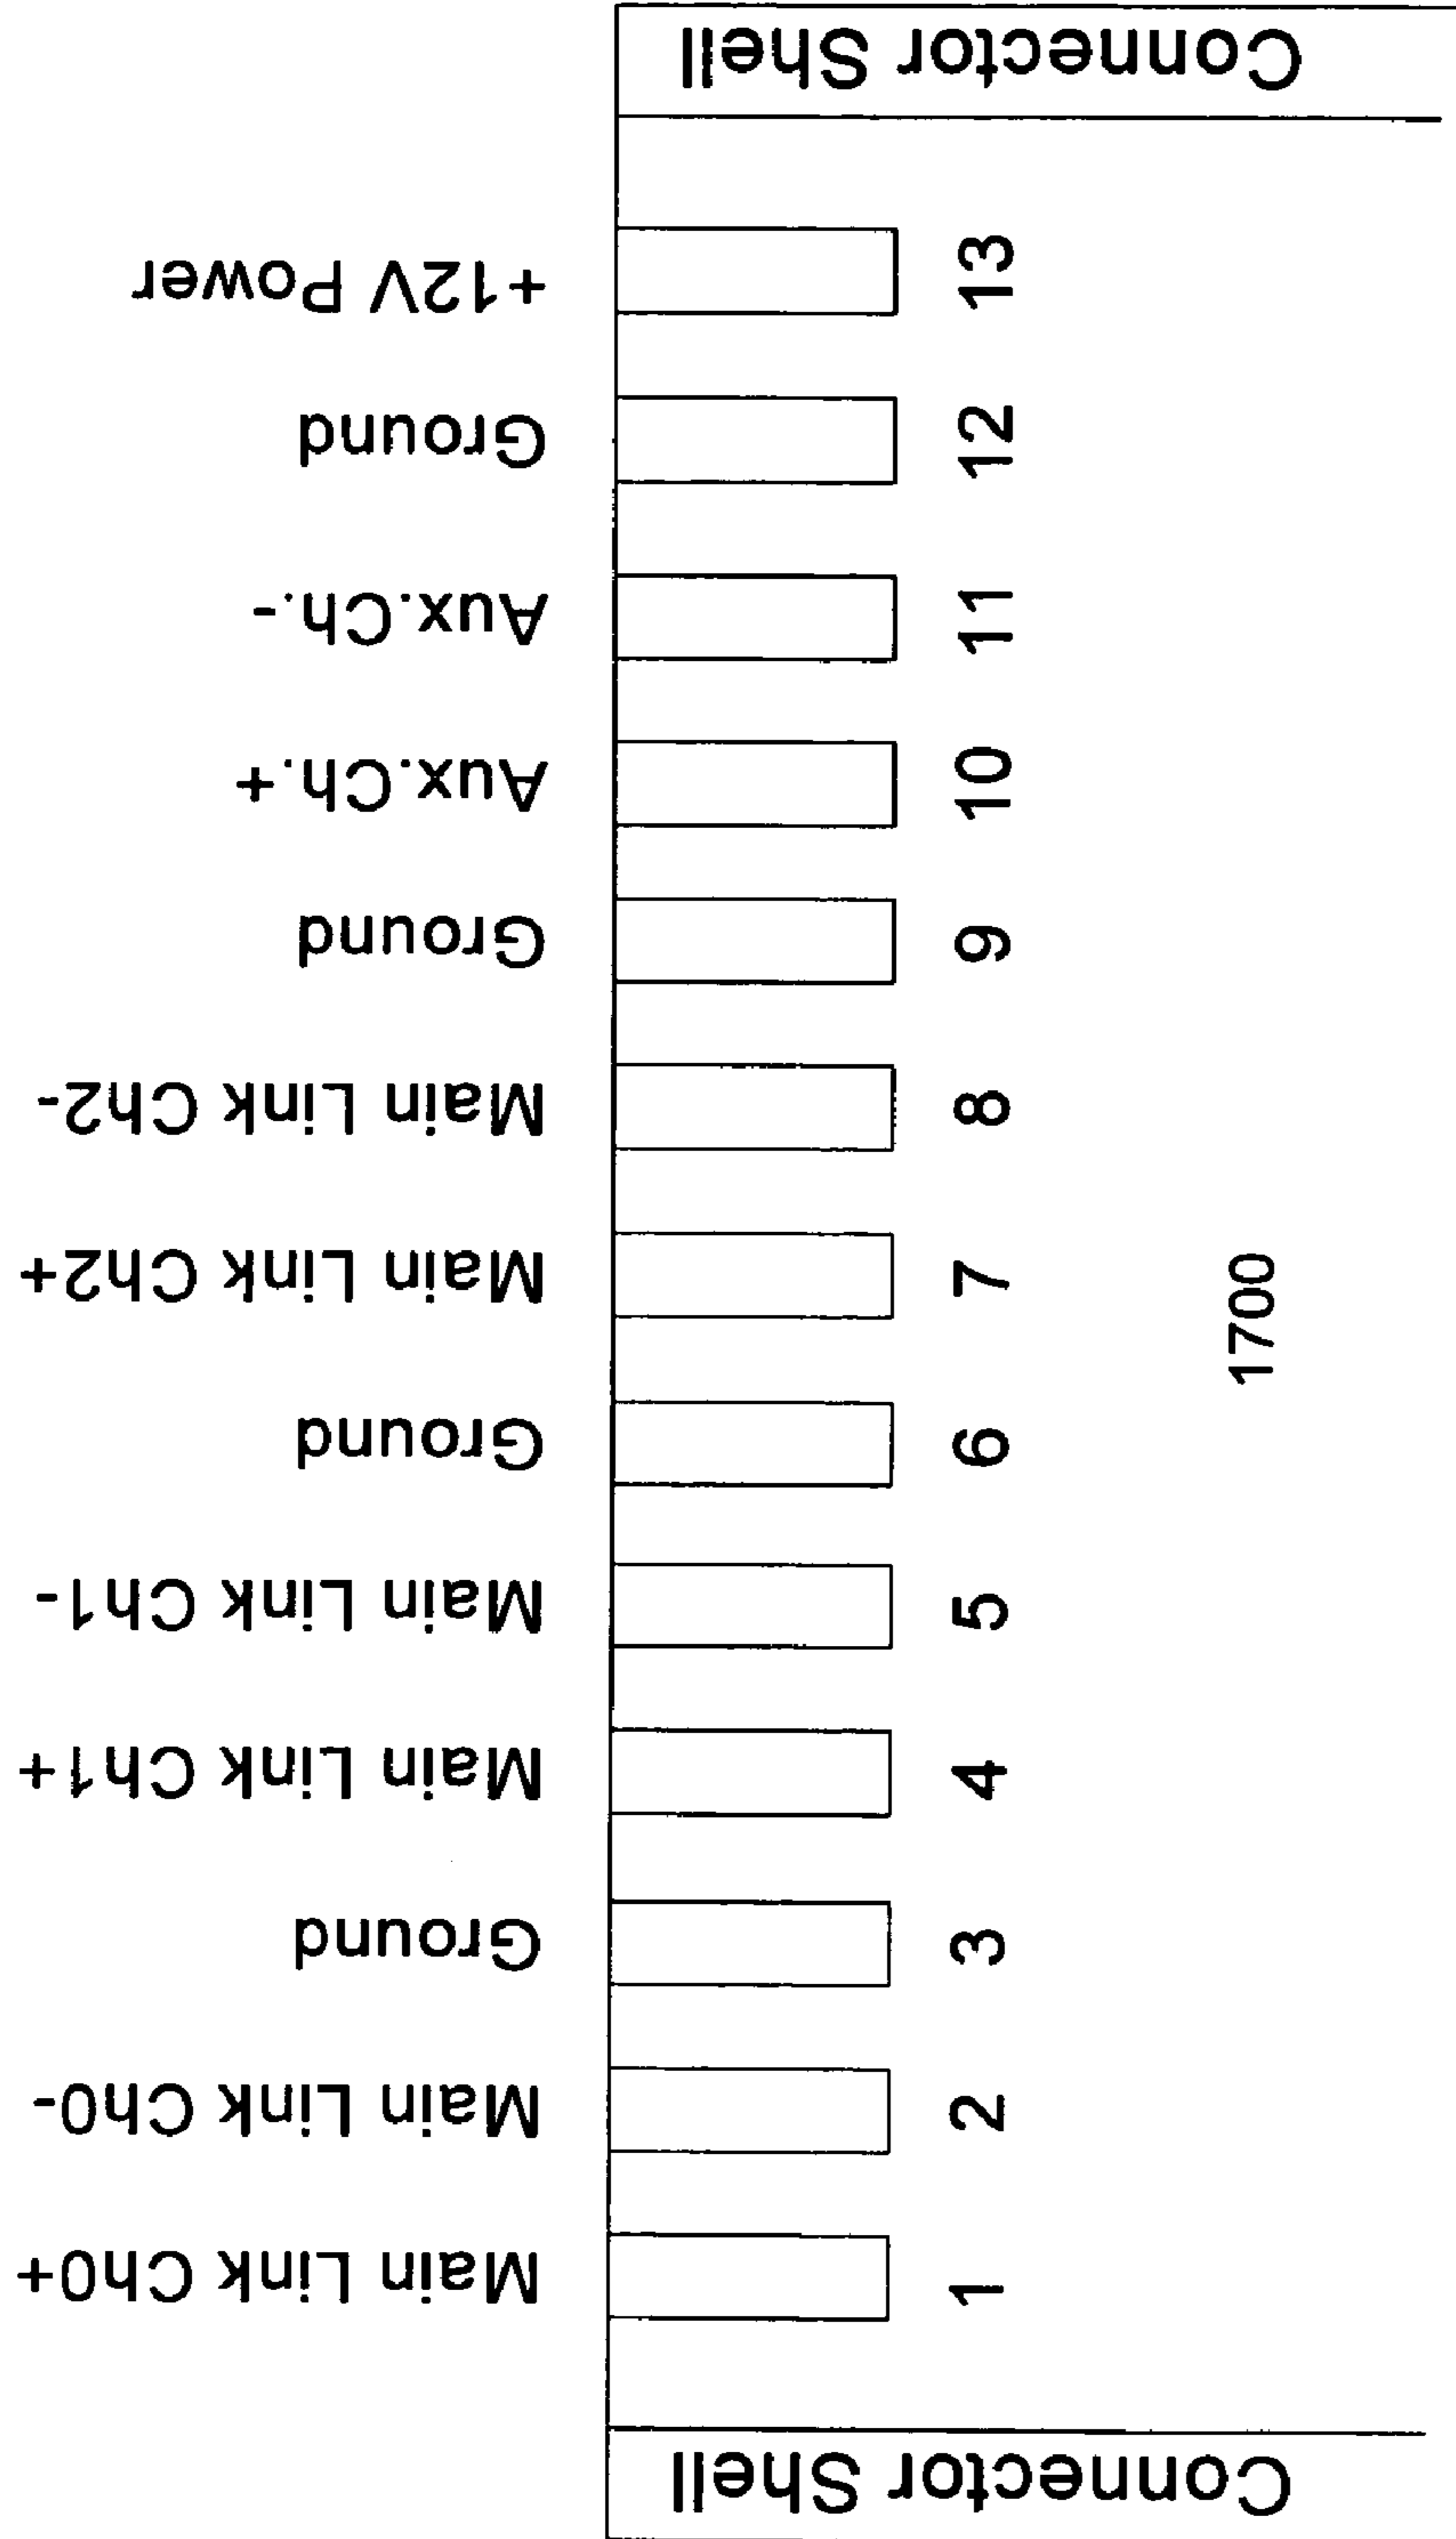 Connector Shell
Main Link Ch0+
1
Main Link Ch0-
2
Ground
3
Main Link Ch1+
4
Main Link Ch1-
5
Ground
6
Main Link Ch2+
7
Main Link Ch2-
8
Ground
9
Aux.Ch.+
10
Aux.Ch.-
11
Ground
12
+12V Power
13
Connector Shell
1700